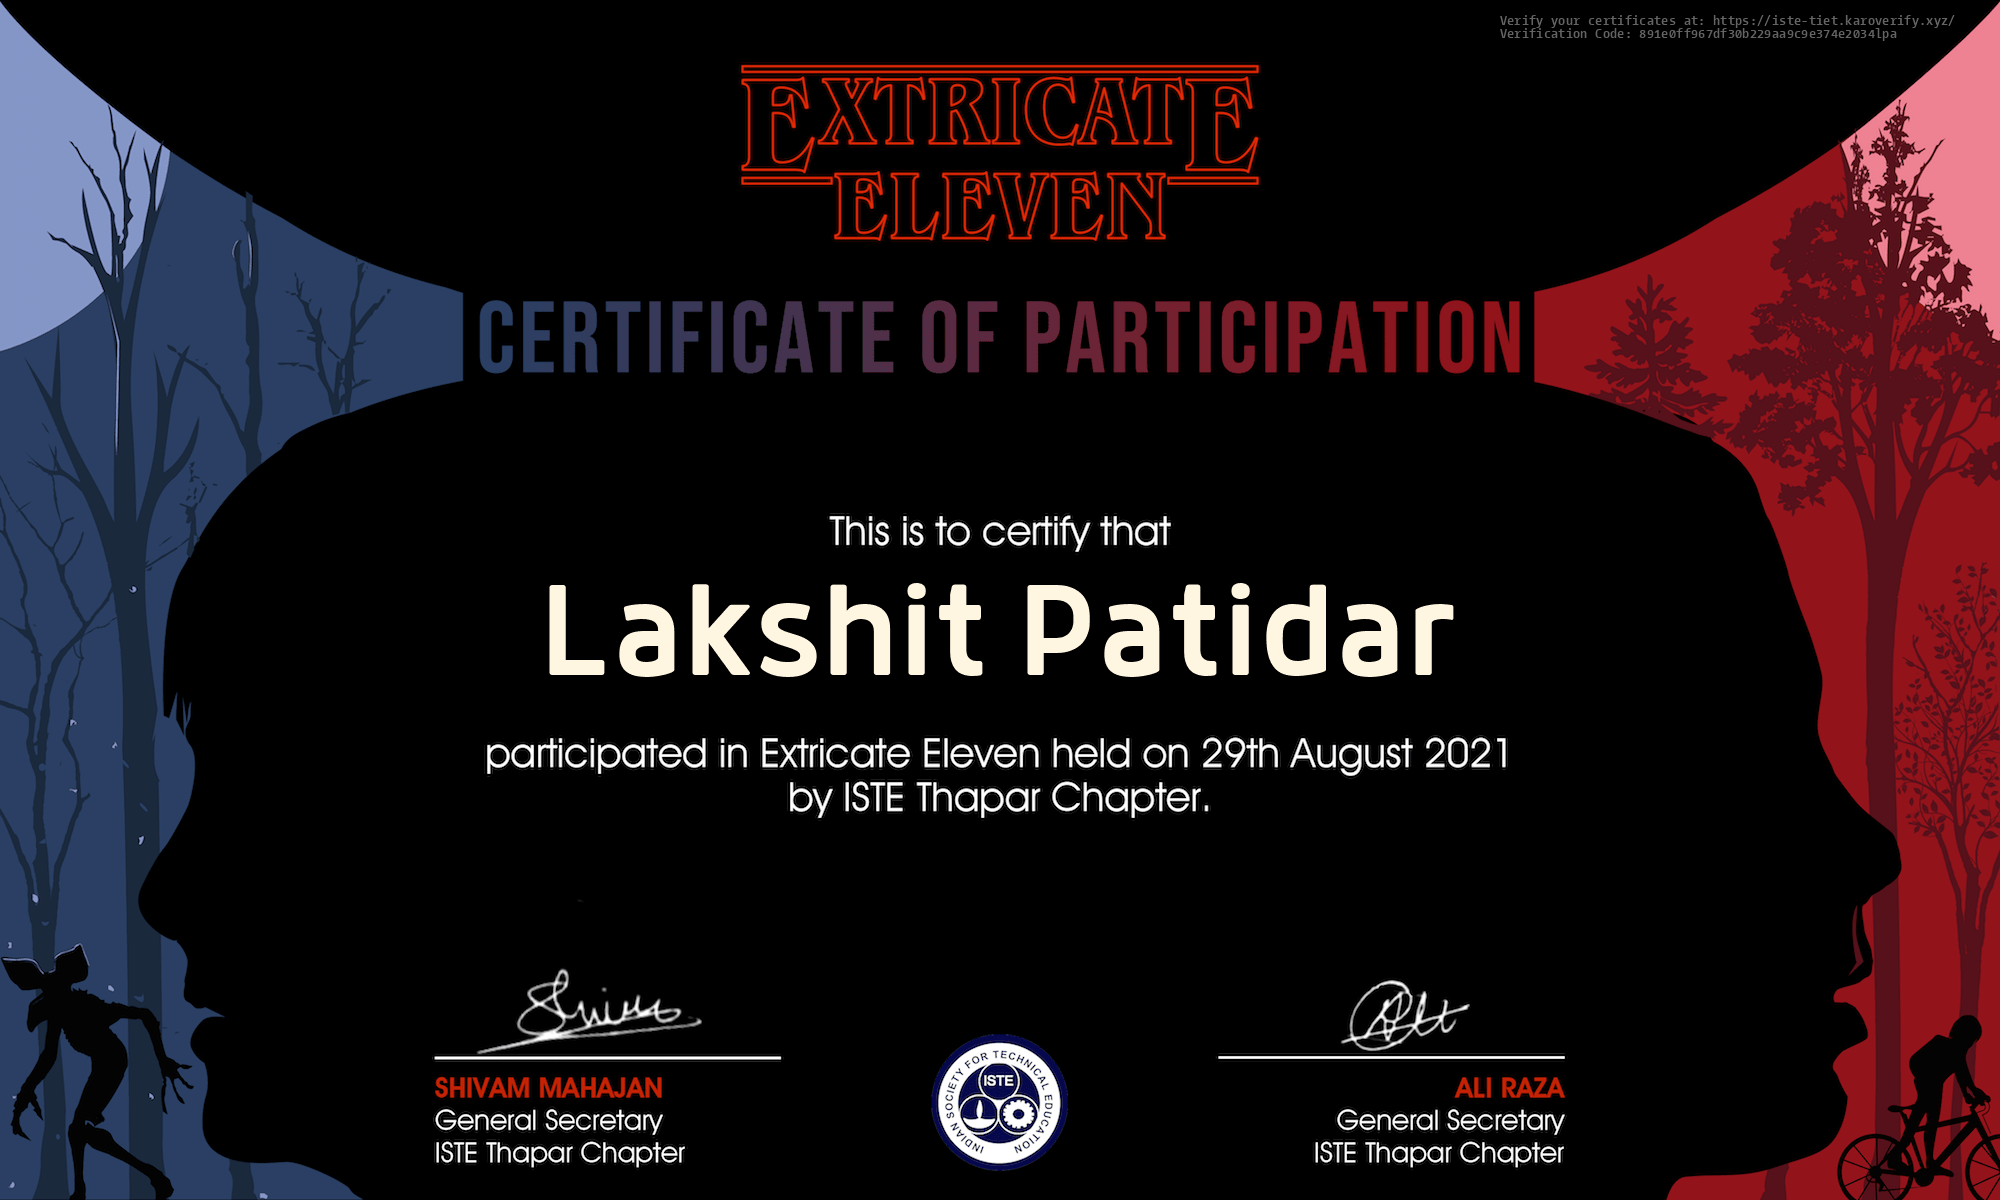 Verify your certificates at: https://iste-tiet.karoverify.xyz/
Verification Code: 891e0ff967df30b229aa9c9e374e2034lpa
EXTRICATE
ELEVEN
CERTIFICATE OF PARTICIPATION
This is to certify that
Lakshit Patidar
participated in Extricate Eleven held on 29th August 2021
by ISTE Thapar Chapter.
SHIVAM MAHAJAN
General Secretary
ISTE Thapar Chapter
INDIAN SOCIETY FOR TECHNICAL EDUCATION
ISTE
ALI RAZA
General Secretary
ISTE Thapar Chapter